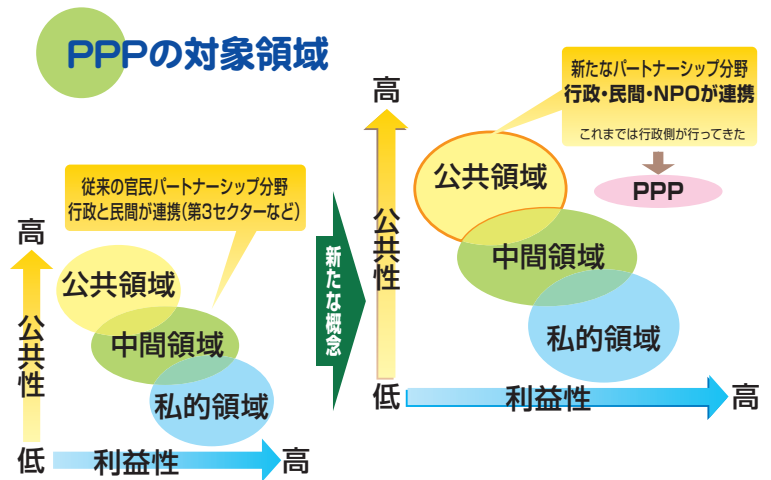 PPPの対象領域
従来の官民パートナーシップ分野
行政と民間が連携(第3セクターなど)
高
公共性
公共領域
中間領域
私的領域
低
利益性
高
新たな概念
新たなパートナーシップ分野
行政・民間・NPOが連携
これまでは行政側が行ってきた
PPP
高
公共性
公共領域
中間領域
私的領域
低
利益性
高